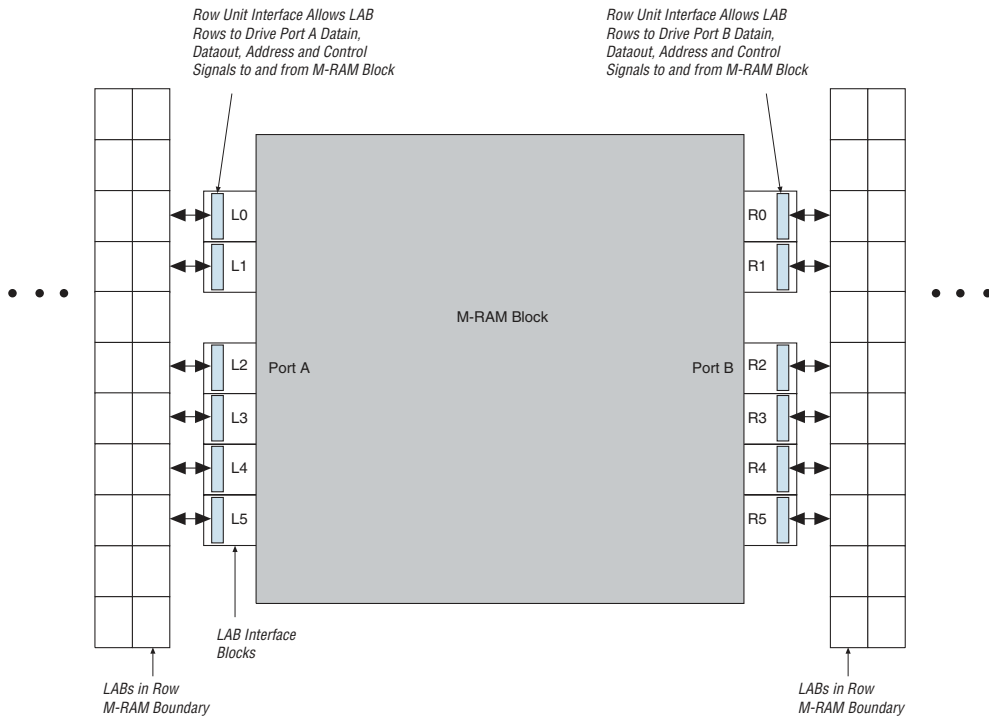 Row Unit Interface Allows LAB
Rows to Drive Port A Datain,
Dataout, Address and Control
Signals to and from M-RAM Block
Row Unit Interface Allows LAB
Rows to Drive Port B Datain,
Dataout, Address and Control
Signals to and from M-RAM Block
L0
R0
L1
R1
M-RAM Block
L2
Port A
Port B
R2
L3
R3
L4
R4
L5
R5
LAB Interface
Blocks
LABs in Row
M-RAM Boundary
LABs in Row
M-RAM Boundary